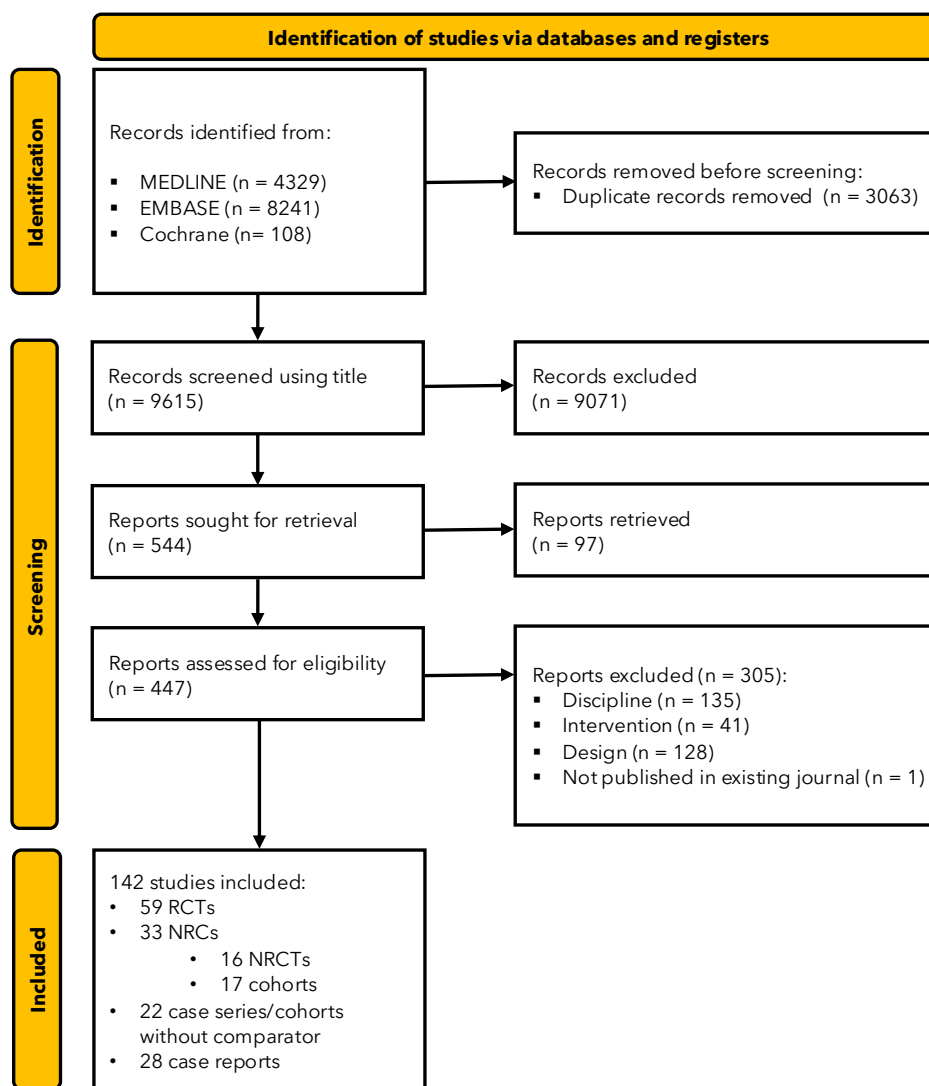 Identification of studies via databases and registers
Identification
Records identified from:
▪ MEDLINE (n = 4329)
▪ EMBASE (n = 8241)
▪ Cochrane (n= 108)
Records removed before screening:
▪ Duplicate records removed (n = 3063)
Screening
Records screened using title
(n = 9615)
Records excluded
(n = 9071)
Reports sought for retrieval
(n = 544)
Reports retrieved
(n = 97)
Reports assessed for eligibility
(n = 447)
Reports excluded (n = 305):
▪ Discipline (n = 135)
▪ Intervention (n = 41)
▪ Design (n = 128)
▪ Not published in existing journal (n = 1)
Included
142 studies included:
• 59 RCTs
• 33 NRCs
• 16 NRCTs
• 17 cohorts
• 22 case series/cohorts
without comparator
• 28 case reports